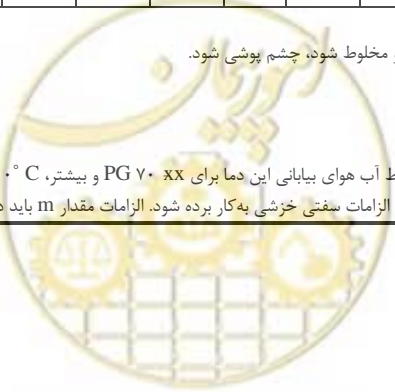 و مخلوط شود، چشم پوشی شود.
ط آب هوای بیابانی این دما برای PG ۷۰ xx و بیشتر، ۰° C
الزامات سفتی خزشی به‌کار برده شود. الزامات مقدار m باید د